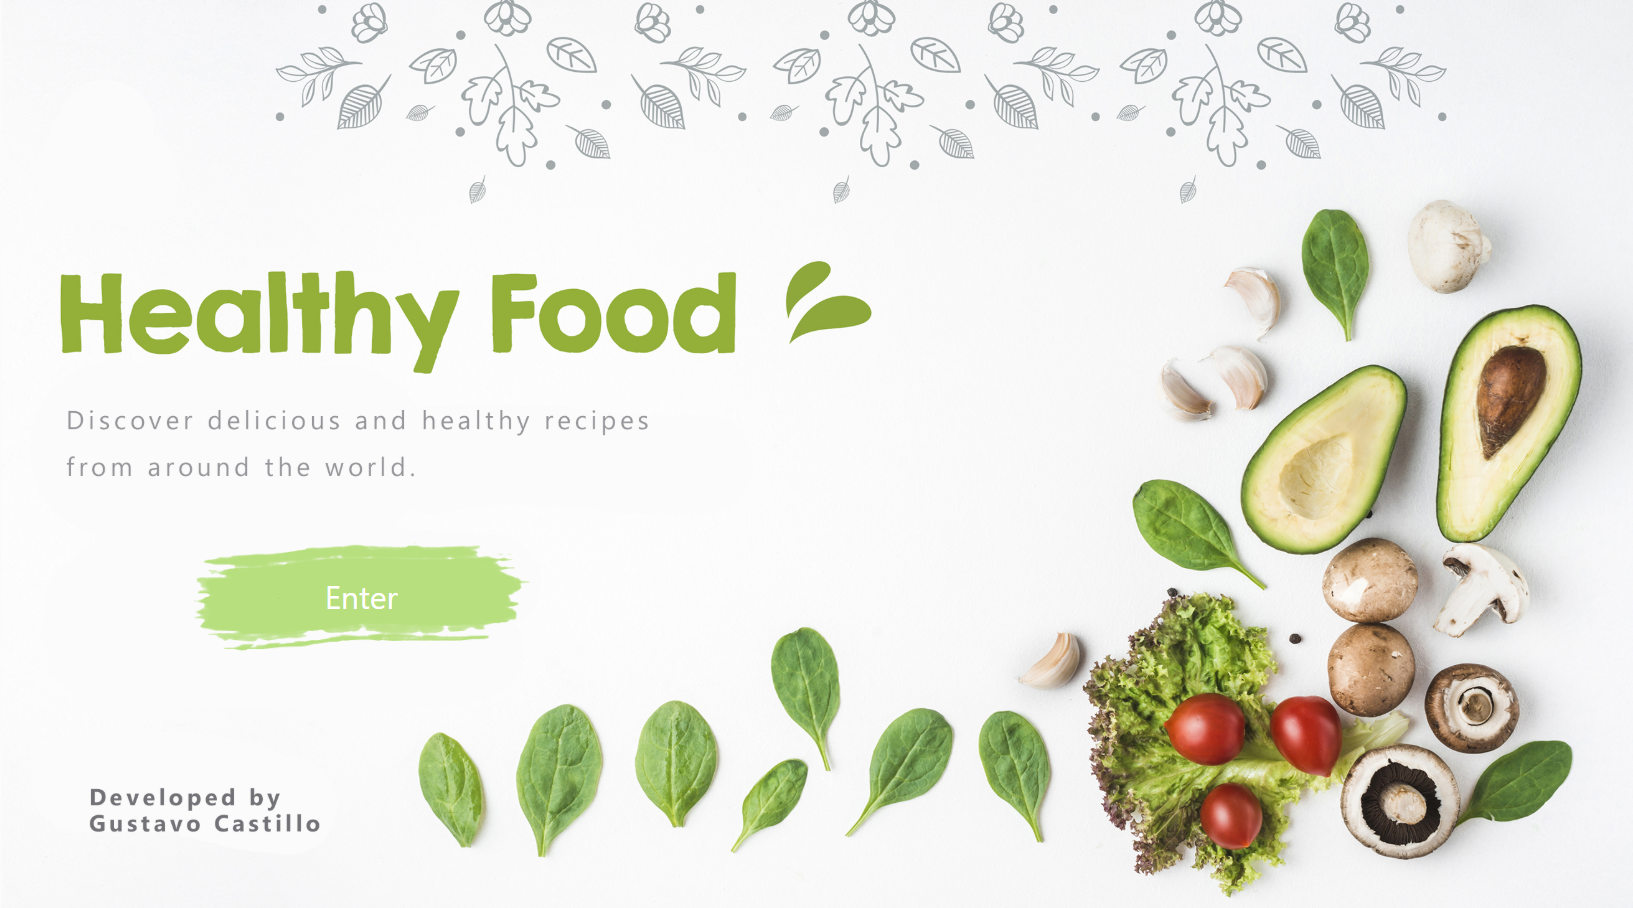 Healthy Food
Discover delicious and healthy recipes
from around the world.
Enter
Developed by
Gustavo Castillo